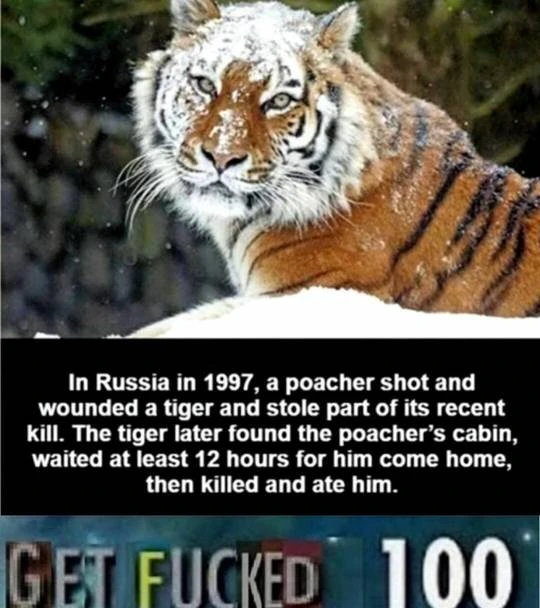 In Russia in 1997, a poacher shot and
wounded a tiger and stole part of its recent
kill. The tiger later found the poacher's cabin,
waited at least 12 hours for him come home,
then killed and ate him.
GET FUCKED 100